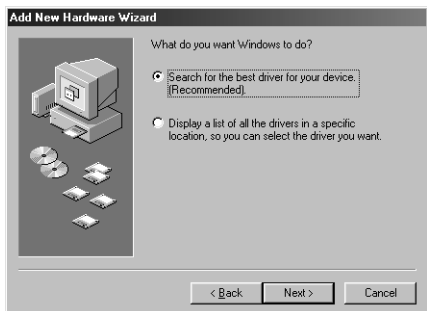 Add New Hardware Wizard
What do you want Windows to do?
Search for the best driver for your device.
(Recommended).
Display a list of all the drivers in a specific
location, so you can select the driver you want.
< Back
Next >
Cancel